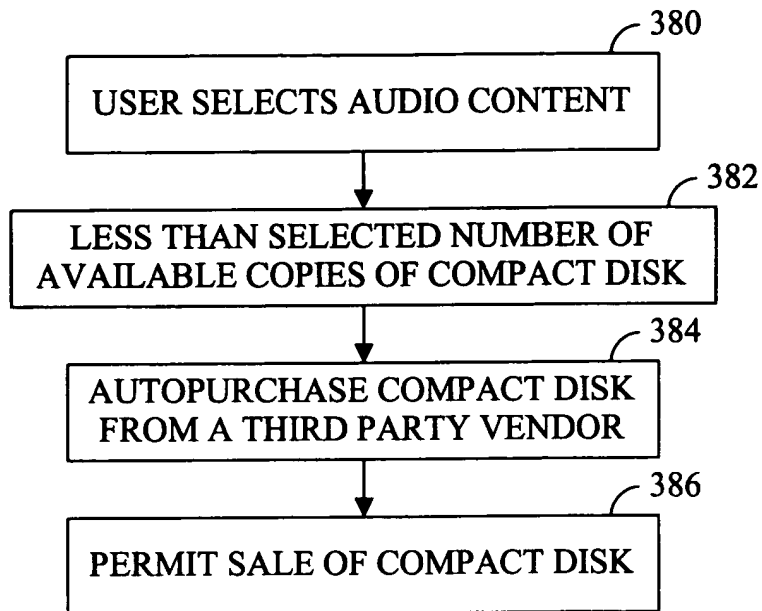 380
USER SELECTS AUDIO CONTENT
382
LESS THAN SELECTED NUMBER OF
AVAILABLE COPIES OF COMPACT DISK
384
AUTOPURCHASE COMPACT DISK
FROM A THIRD PARTY VENDOR
386
PERMIT SALE OF COMPACT DISK